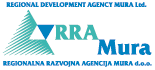 REGIONAL DEVELOPMENT AGENCY MURA Ltd.
RRA
Mura
REGIONALNA RAZVOJNA AGENCIJA MURA d.o.o.